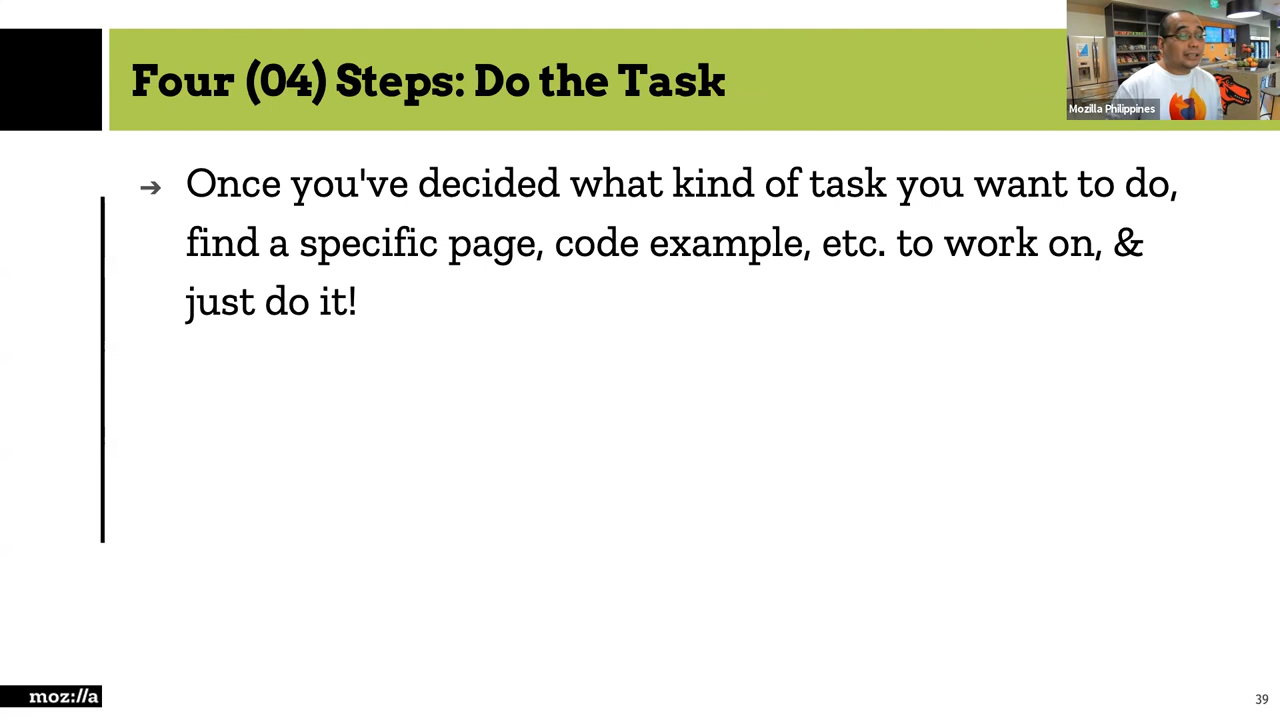 Four (04) Steps: Do the Task
Mozilla Philippines
➔ Once you've decided what kind of task you want to do,
find a specific page, code example, etc. to work on, &
just do it!
moz://a
39